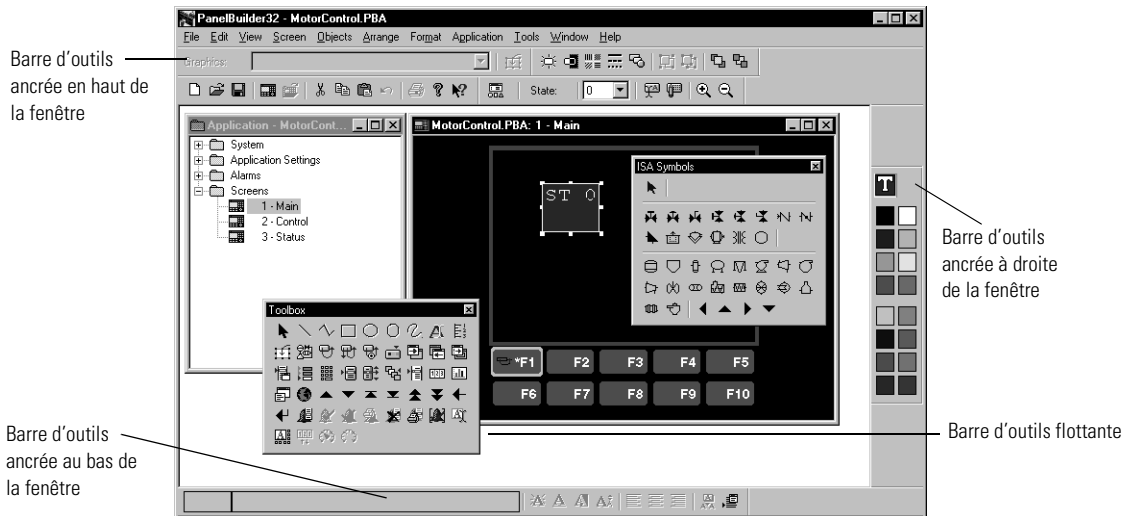 PanelBuilder32 - MotorControl.PBA
File Edit View Screen Objects Arrange Format Application Tools Window Help
Graphics:
State: 0
Barre d'outils
ancrée en haut de
la fenêtre
Application - MotorCont...
System
Application Settings
Alarms
Screens
1 - Main
2 - Control
3 - Status
MotorControl.PBA: 1 - Main
ST 0
ISA Symbols
T
Barre d'outils
ancrée à droite
de la fenêtre
Toolbox
*F1 F2 F3 F4 F5
F6 F7 F8 F9 F10
Barre d'outils flottante
Barre d'outils
ancrée au bas de
la fenêtre